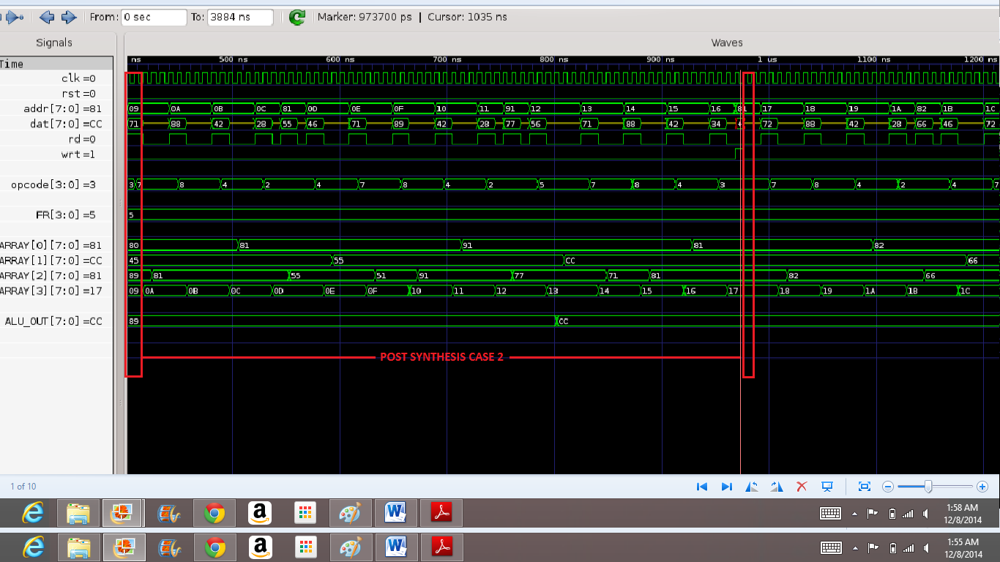 From: 0 sec To: 3884 ns Marker: 973700 ps | Cursor: 1035 ns
Signals Waves
Time ns 500 ns 600 ns 700 ns 800 ns 900 ns 1 us 1100 ns 1200 ns
clk =0
rst =0
addr[7:0] =81 09 0A 0B 0C 81 0D 0E 0F 10 11 91 12 13 14 15 16 81 17 18 19 1A 82 1B 1C
dat[7:0] =CC 71 88 42 28 55 46 71 89 42 28 77 56 71 88 42 34 + 72 88 42 28 66 46 72
rd =0
wrt =1
opcode[3:0] =3 3 7 8 4 2 4 7 8 4 2 5 7 8 4 3 7 8 4 2 4 7
FR[3:0] =5 5
ARRAY[0][7:0] =81 80 81 91 81 82
ARRAY[1][7:0] =CC 45 55 CC 66
ARRAY[2][7:0] =81 89 81 55 51 91 77 71 81 82 66
ARRAY[3][7:0] =17 09 0A 0B 0C 0D 0E 0F 10 11 12 13 14 15 16 17 18 19 1A 1B 1C
ALU_OUT[7:0] =CC 89 CC
POST SYNTHESIS CASE 2
1 of 10
1:58 AM
12/8/2014
1:55 AM
12/8/2014